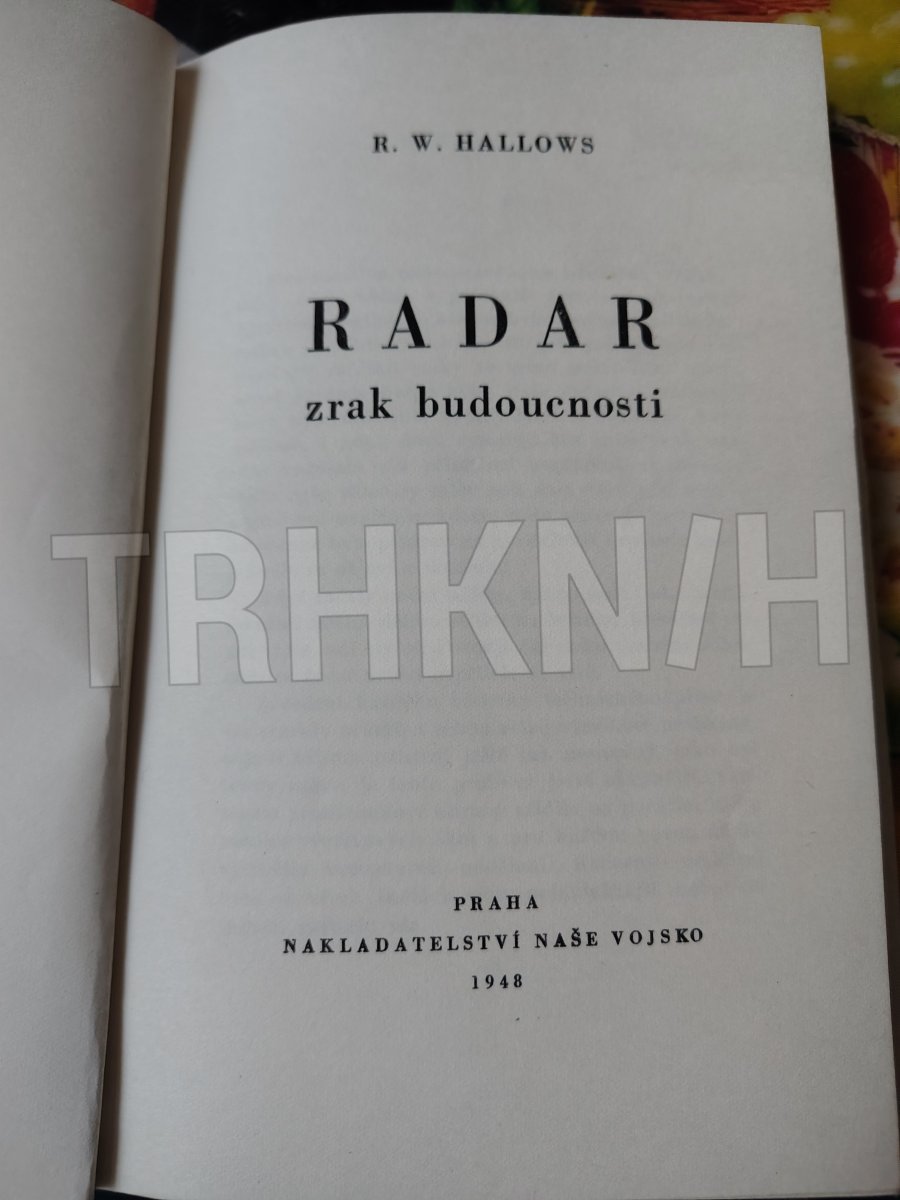 R. W. HALLOWS
RADAR
zrak budoucnosti
TRHKNIH
PRAHA
NAKLADATELSTVÍ NAŠE VOJSKO
1948